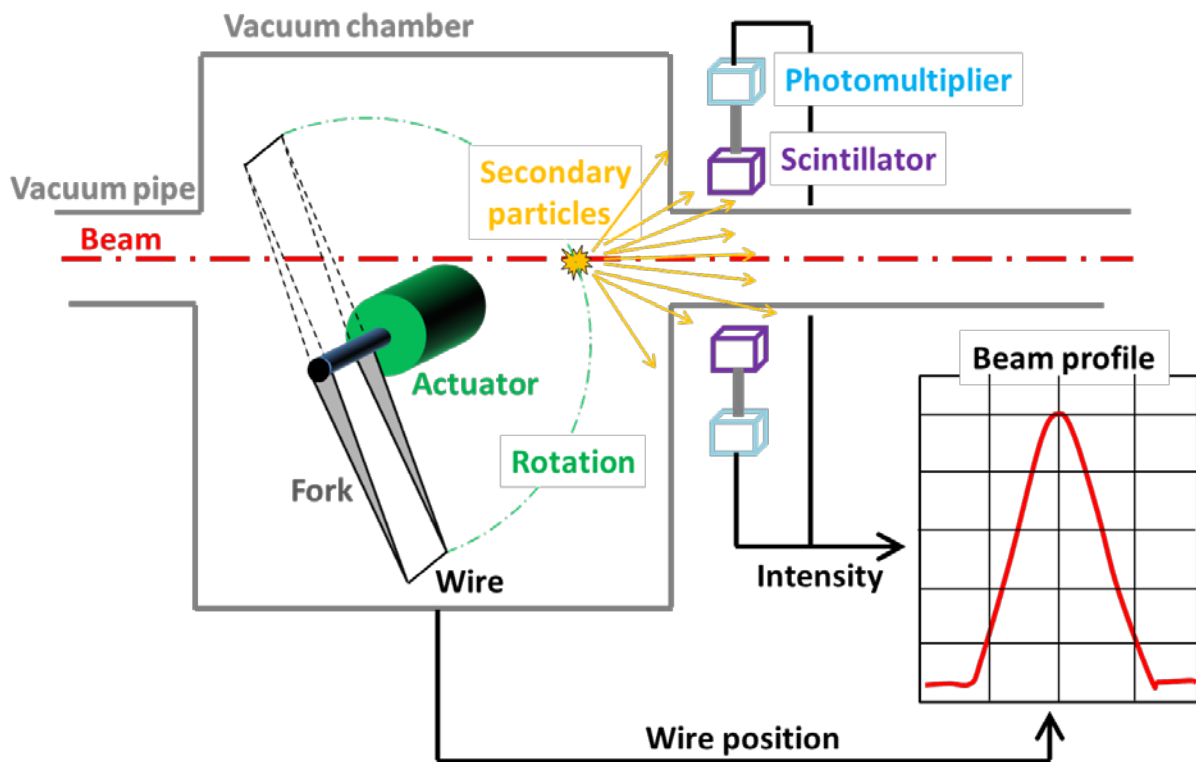 Vacuum chamber
Photomultiplier
Scintillator
Vacuum pipe
Secondary
particles
Beam
Actuator
Beam profile
Rotation
Fork
Wire
Intensity
Wire position